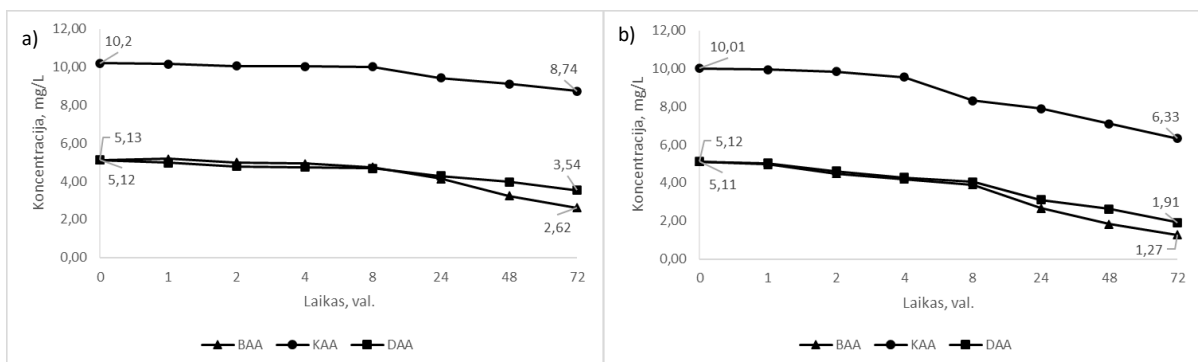 a)
Koncentracija, mg/L
12,00
10,00
8,00
6,00
4,00
2,00
0,00
10,2
8,74
5,13
5,12
3,54
2,62
0 1 2 4 8 24 48 72
Laikas, val.
BAA KAA DAA
b)
Koncentracija, mg/L
12,00
10,00
8,00
6,00
4,00
2,00
0,00
10,01
6,33
5,12
5,11
1,91
1,27
0 1 2 4 8 24 48 72
Laikas, val.
BAA KAA DAA